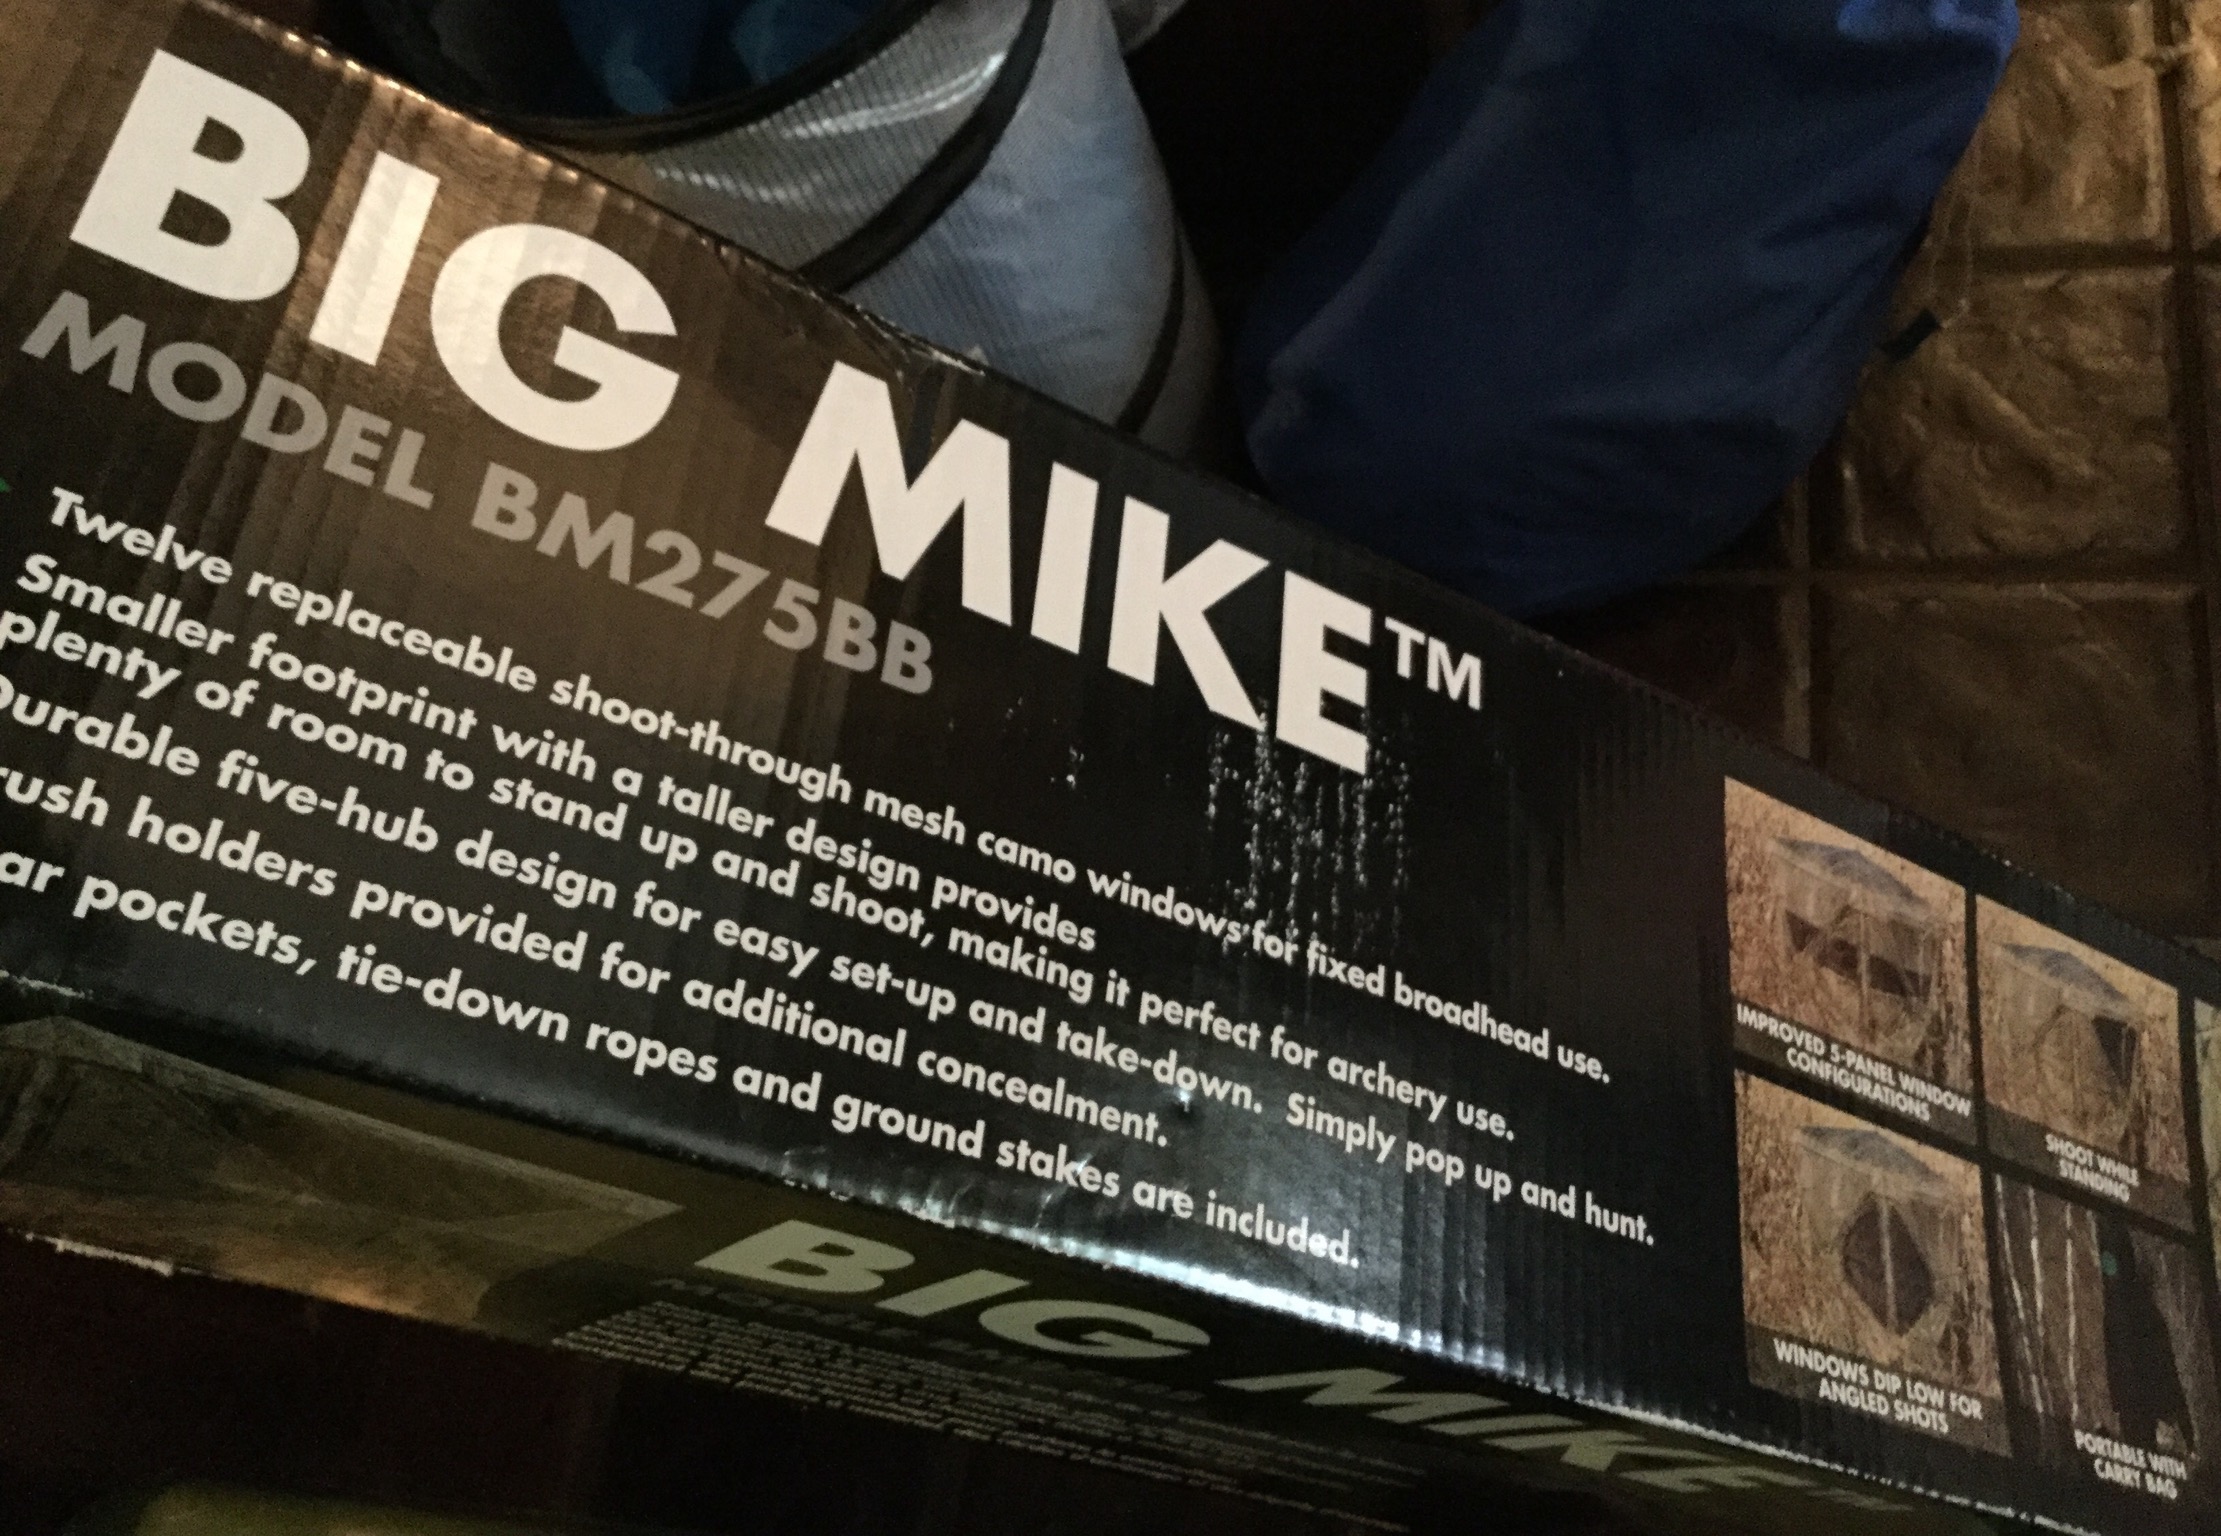 BIG MIKE™
MODEL BM275BB
Twelve replaceable shoot-through mesh camo windows for fixed broadhead use.
Smaller footprint with a taller design provides
plenty of room to stand up and shoot, making it perfect for archery use.
Durable five-hub design for easy set-up and take-down. Simply pop up and hunt.
rush holders provided for additional concealment.
ar pockets, tie-down ropes and ground stakes are included.
IMPROVED 5-PANEL WINDOW
CONFIGURATIONS
SHOOT WHILE
STANDING
WINDOWS DIP LOW FOR
ANGLED SHOTS
PORTABLE WITH
CARRY BAG
BIG MIKE™